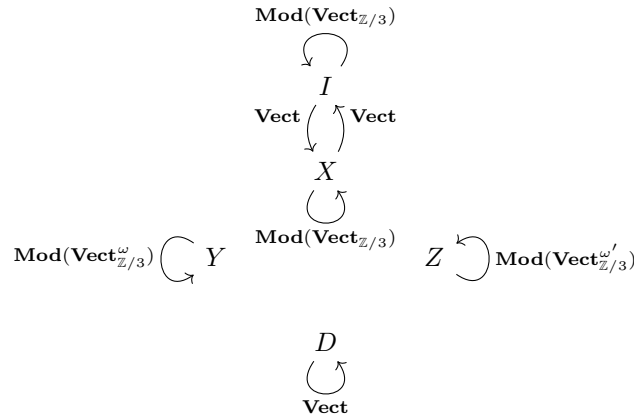 Mod(Vect_{ℤ/3})
I
Vect Vect
X
Mod(Vect_{ℤ/3})
Mod(Vect^ω_{ℤ/3}) Y Z Mod(Vect^{ω'}_{ℤ/3})
D
Vect